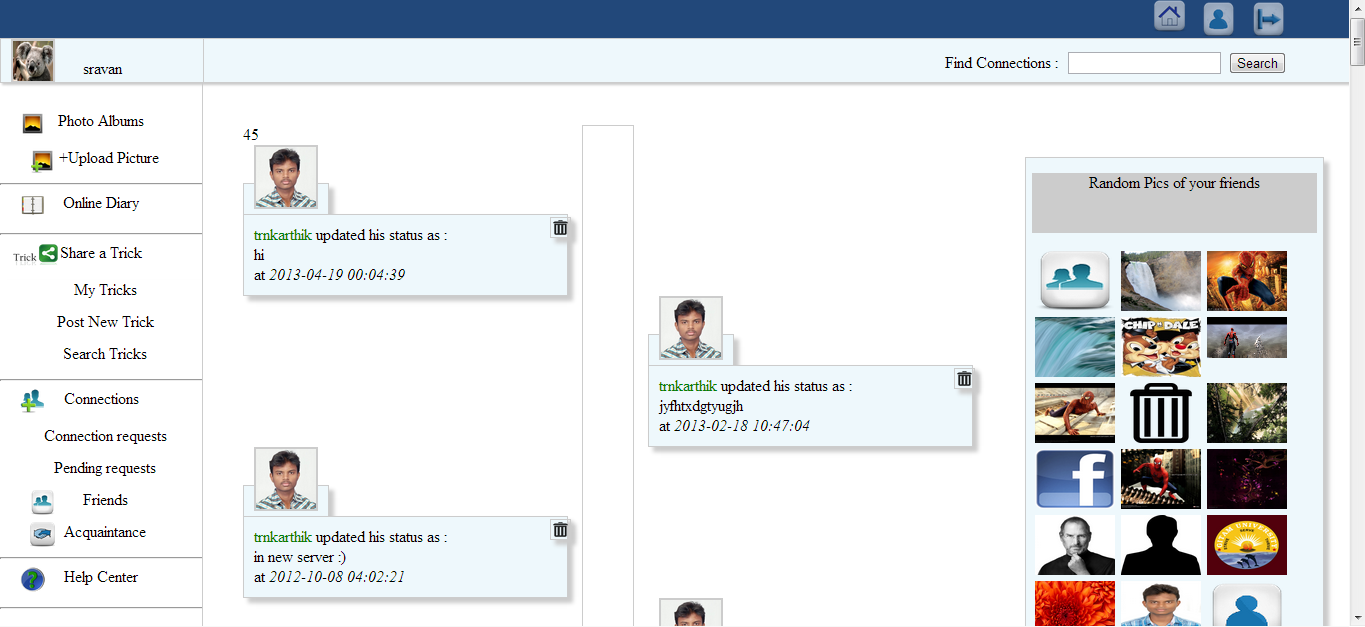 sravan
Find Connections :
Search
Photo Albums
+Upload Picture
Online Diary
Trick
Share a Trick
My Tricks
Post New Trick
Search Tricks
Connections
Connection requests
Pending requests
Friends
Acquaintance
Help Center
45
trnkarthik updated his status as :
hi
at 2013-04-19 00:04:39
trnkarthik updated his status as :
jyfhtxdgtyugjh
at 2013-02-18 10:47:04
trnkarthik updated his status as :
in new server :)
at 2012-10-08 04:02:21
Random Pics of your friends
CHIP 'N' DALE
f